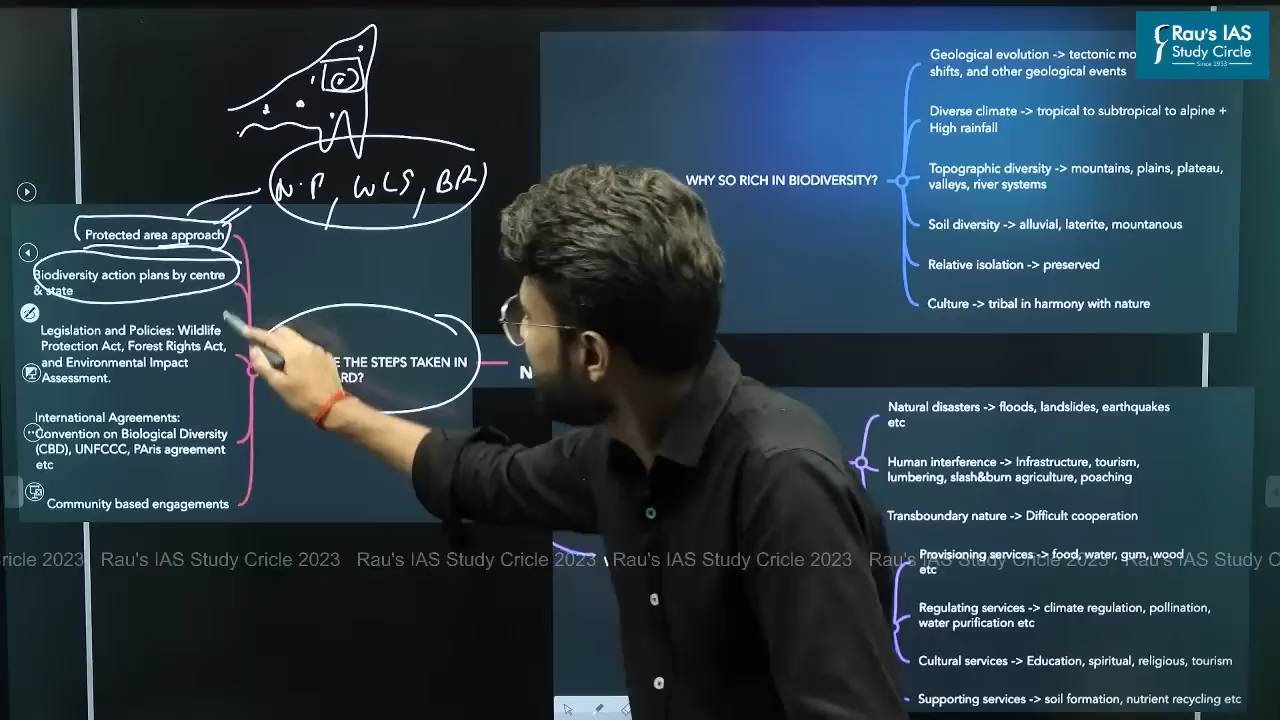 Rau's IAS
Study Circle
Since 1953
N.P, WLS, BR
Protected area approach
Biodiversity action plans by centre
& state
Legislation and Policies: Wildlife
Protection Act, Forest Rights Act,
and Environmental Impact
Assessment.
International Agreements:
Convention on Biological Diversity
(CBD), UNFCCC, PAris agreement
etc
Community based engagements
THE STEPS TAKEN IN
N
WHY SO RICH IN BIODIVERSITY?
Geological evolution -> tectonic
shifts, and other geological events
Diverse climate -> tropical to subtropical to alpine +
High rainfall
Topographic diversity -> mountains, plains, plateau,
valleys, river systems
Soil diversity -> alluvial, laterite, mountanous
Relative isolation -> preserved
Culture -> tribal in harmony with nature
Natural disasters -> floods, landslides, earthquakes
etc
Human interference -> Infrastructure, tourism,
lumbering, slash&burn agriculture, poaching
Transboundary nature -> Difficult cooperation
Provisioning services -> food, water, gum, wood
etc
Regulating services -> climate regulation, pollination,
water purification etc
Cultural services -> Education, spiritual, religious, tourism
Supporting services -> soil formation, nutrient recycling etc
Cricle 2023 Rau's IAS Study Cricle 2023 Rau's IAS Study Cricle 2023 Rau's IAS Study Cricle 2023 Rau's IAS Study